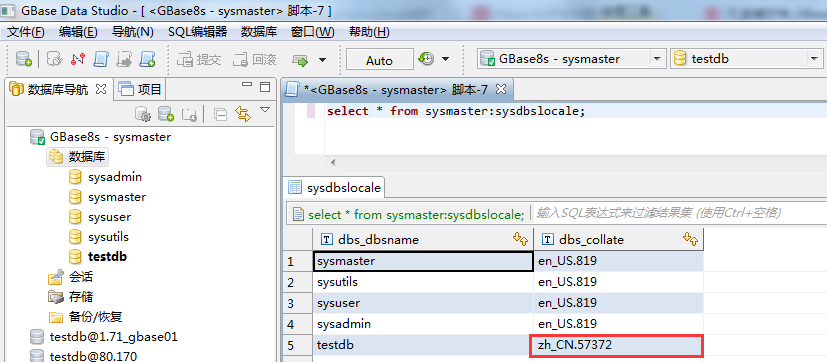 GBase Data Studio - [ <GBase8s - sysmaster> 脚本-7 ]
文件(F) 编辑(E) 导航(N) SQL编辑器 数据库 窗口(W) 帮助(H)
提交 回滚 Auto GBase8s - sysmaster testdb
数据库导航 项目
GBase8s - sysmaster
数据库
sysadmin
sysmaster
sysuser
sysutils
testdb
会话
存储
备份/恢复
testdb@1.71_gbase01
testdb@80.170
*<GBase8s - sysmaster> 脚本-7
select * from sysmaster:sysdbslocale;
sysdbslocale
select * from sysmaster:sysdbslocale; 输入SQL表达式来过滤结果集 (使用Ctrl+空格)
dbs_dbsname dbs_collate
1 sysmaster en_US.819
2 sysutils en_US.819
3 sysuser en_US.819
4 sysadmin en_US.819
5 testdb zh_CN.57372